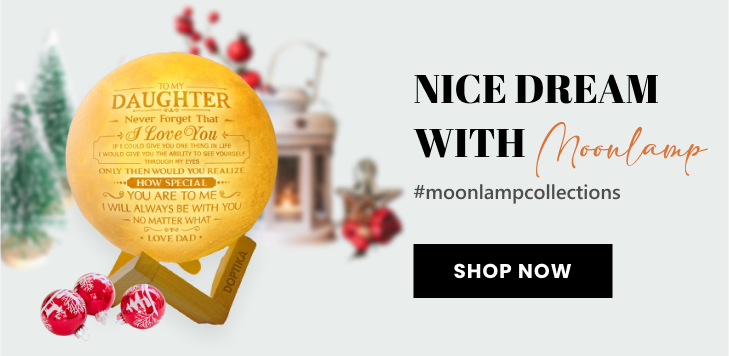 TO MY
DAUGHTER
Never Forget That
I Love You
IF I COULD GIVE YOU ONE THING IN LIFE
I WOULD GIVE YOU THE ABILITY TO SEE YOURSELF
THROUGH MY EYES
ONLY THEN WOULD YOU REALIZE
HOW SPECIAL
YOU ARE TO ME
I WILL ALWAYS BE WITH YOU
NO MATTER WHAT
LOVE DAD
DOPTIKA
NICE DREAM
WITH Moonlamp
#moonlampcollections
SHOP NOW